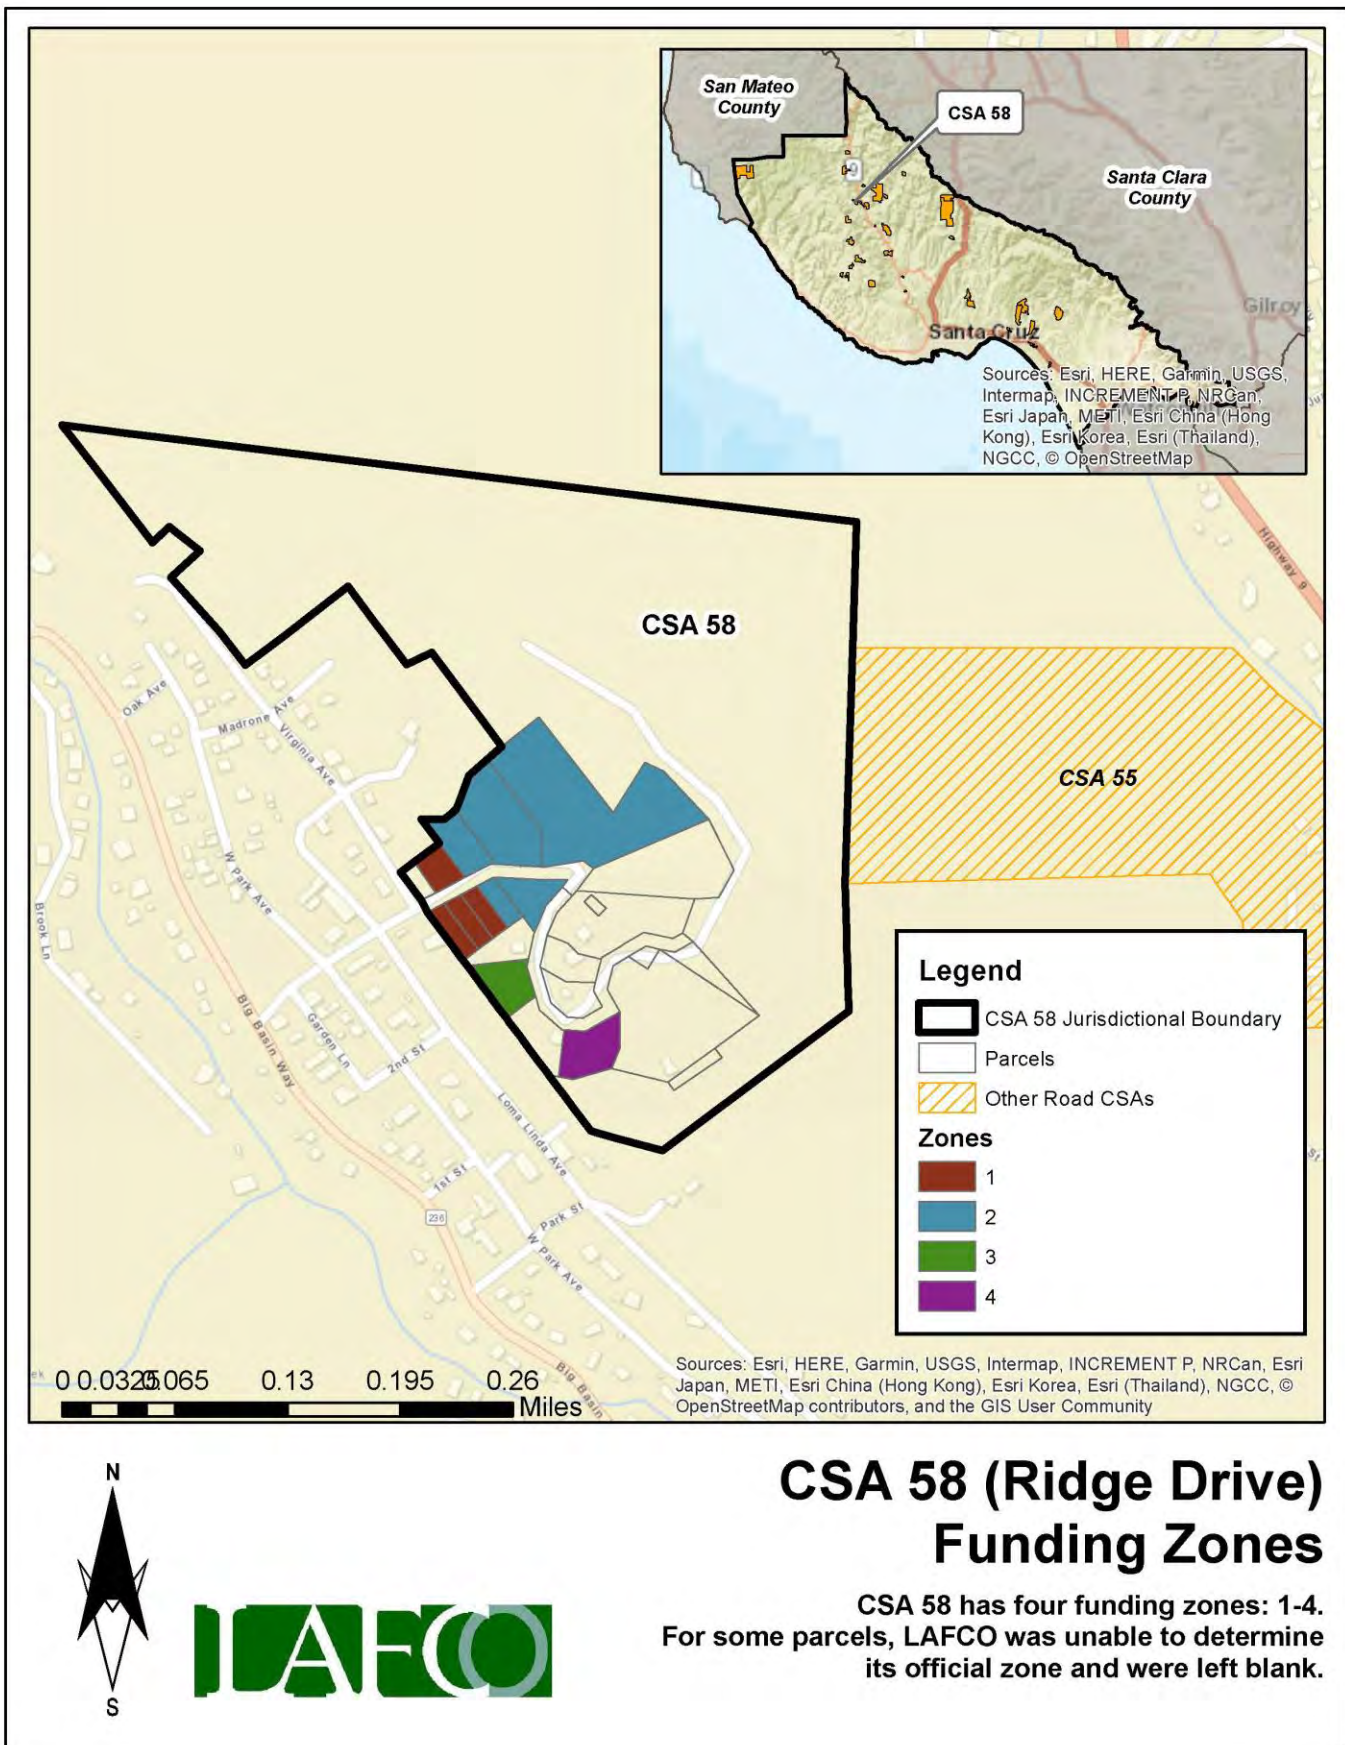 San Mateo
County
CSA 58
9
Santa Clara
County
Gilroy
Santa Cruz
Sources: Esri, HERE, Garmin, USGS,
Intermap, INCREMENT P, NRCan,
Esri Japan, METI, Esri China (Hong
Kong), Esri Korea, Esri (Thailand),
NGCC, © OpenStreetMap
Highway 9
CSA 58
CSA 55
Oak Ave
Madrone Ave
Virginia Ave
W Park Ave
Brook Ln
Big Basin Way
Garden Ln
2nd St
Loma Linda Ave
1st St
236
Park St
W Park Ave
Big Basin
St
Legend
CSA 58 Jurisdictional Boundary
Parcels
Other Road CSAs
Zones
1
2
3
4
0 0.0325 0.065 0.13 0.195 0.26
Miles
Sources: Esri, HERE, Garmin, USGS, Intermap, INCREMENT P, NRCan, Esri
Japan, METI, Esri China (Hong Kong), Esri Korea, Esri (Thailand), NGCC, ©
OpenStreetMap contributors, and the GIS User Community
N
S
LAFCO
CSA 58 (Ridge Drive)
Funding Zones
CSA 58 has four funding zones: 1-4.
For some parcels, LAFCO was unable to determine
its official zone and were left blank.